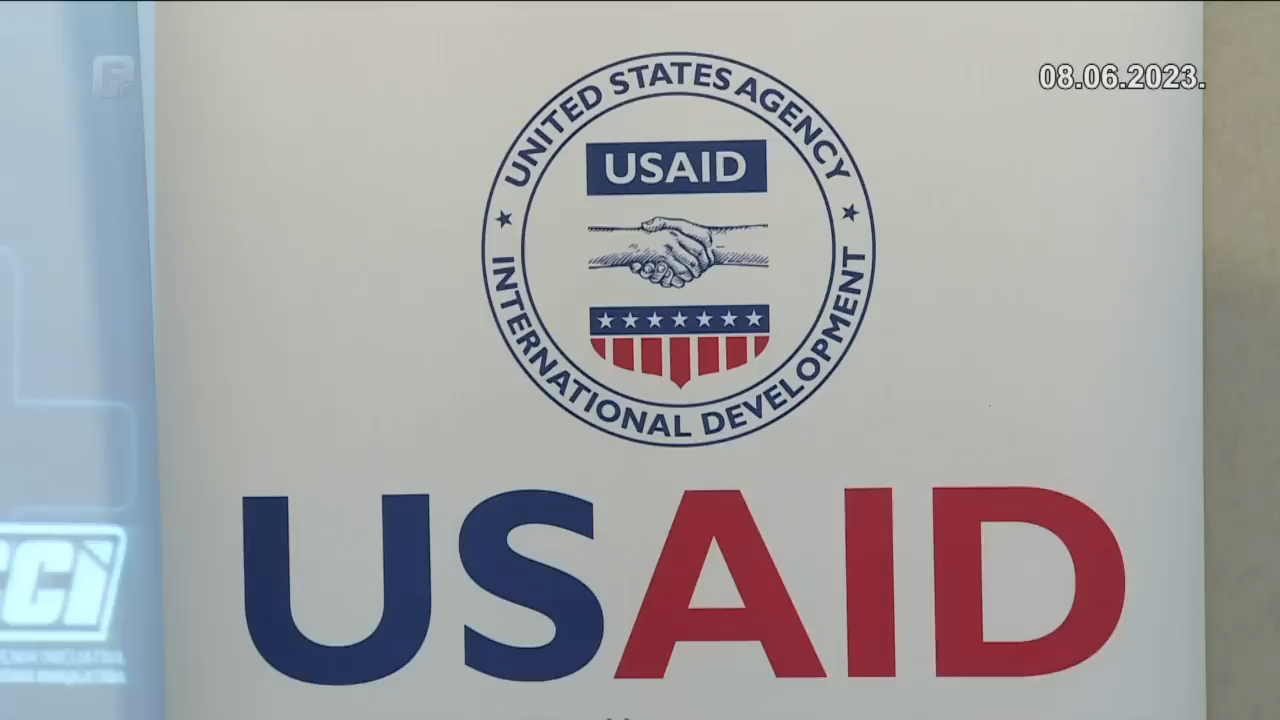 08.06.2023.
UNITED STATES AGENCY
USAID
INTERNATIONAL DEVELOPMENT
USAID